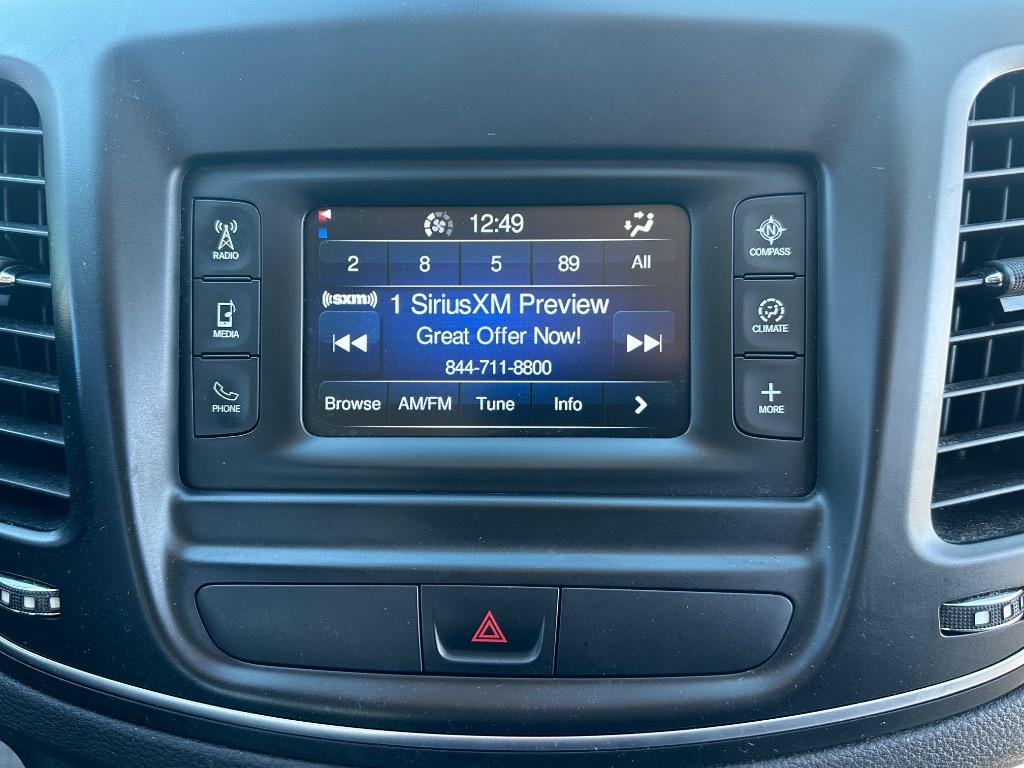 12:49
2 8 5 89 All
((sxm)) 1 SiriusXM Preview
Great Offer Now!
844-711-8800
Browse AM/FM Tune Info
RADIO
MEDIA
PHONE
N
COMPASS
CLIMATE
MORE